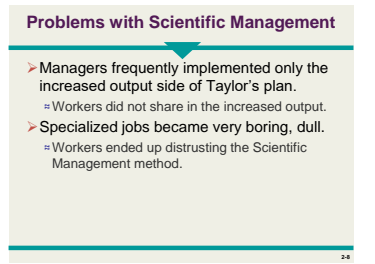 Problems with Scientific Management
➢Managers frequently implemented only the
increased output side of Taylor's plan.
≈Workers did not share in the increased output.
➢Specialized jobs became very boring, dull.
≈Workers ended up distrusting the Scientific
Management method.
2-8